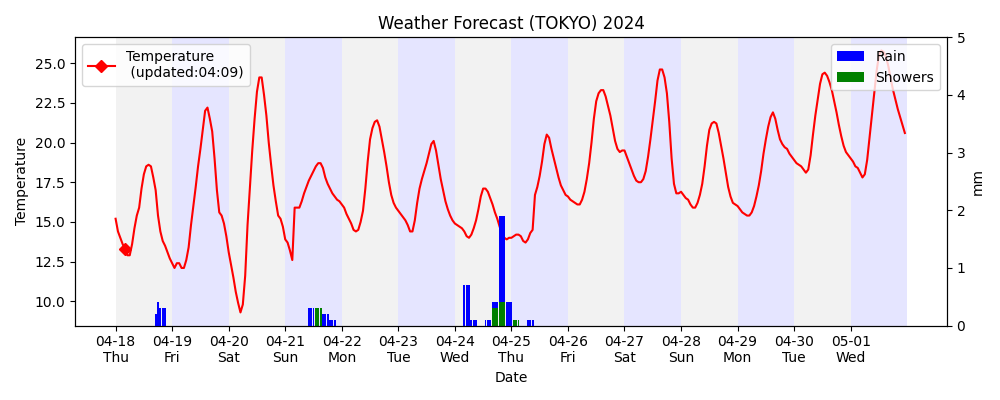 Weather Forecast (TOKYO) 2024
Temperature
(updated:04:09)
Rain
Showers
Temperature
25.0
22.5
20.0
17.5
15.0
12.5
10.0
5
4
3
2
1
0
mm
04-18 04-19 04-20 04-21 04-22 04-23 04-24 04-25 04-26 04-27 04-28 04-29 04-30 05-01
Thu Fri Sat Sun Mon Tue Wed Thu Fri Sat Sun Mon Tue Wed
Date